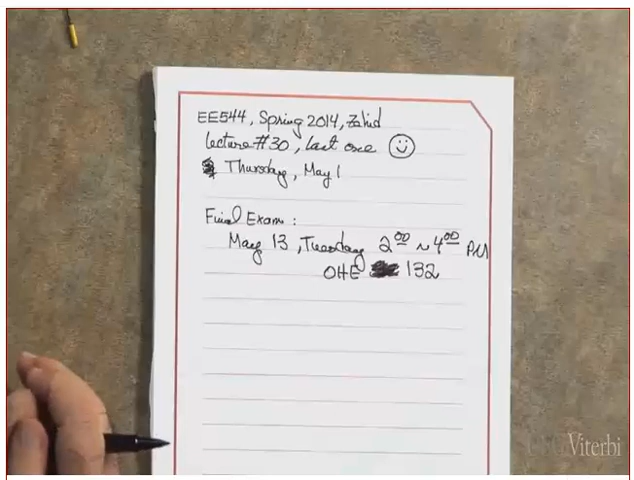 EE544, Spring 2014, Zahid
Lecture #30, last one
Thursday, May 1
Final Exam:
May 13, Tuesday 2:00 ~ 4:00 PM
OHE 132
Viterbi